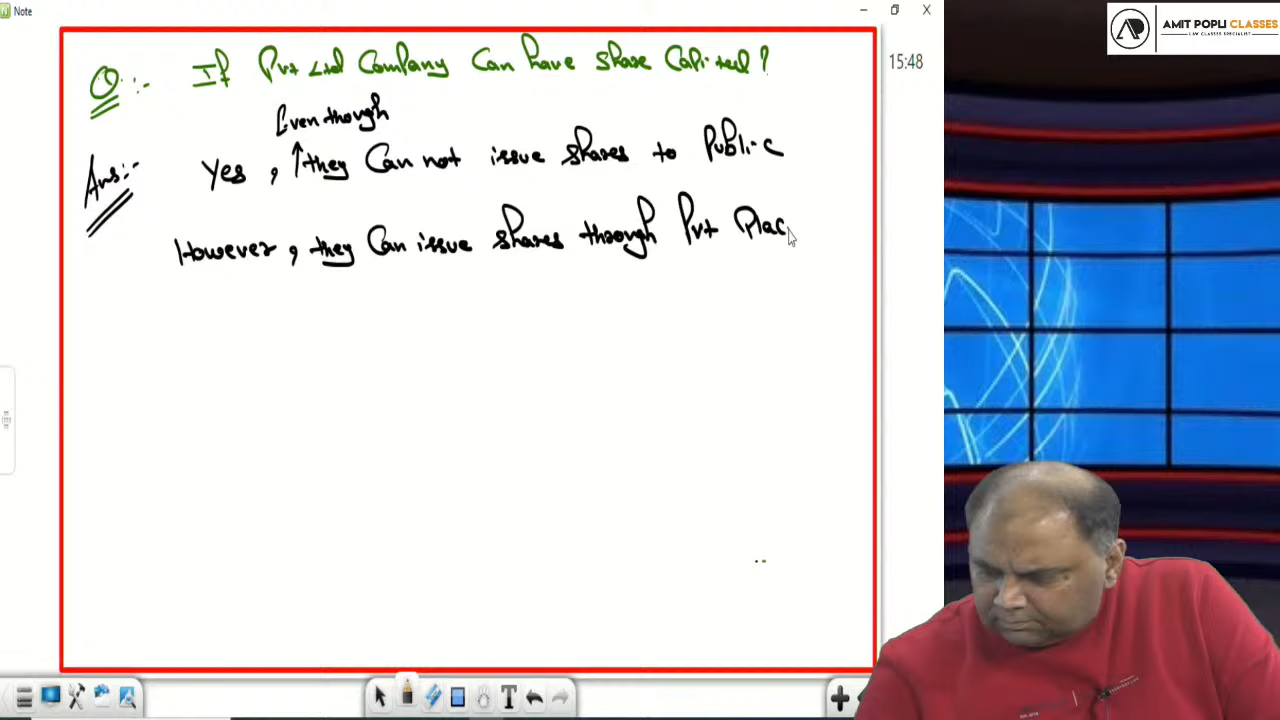 Note
AMIT POPLI CLASSES
LAW CLASSES SPECIALIST
AP
15:48
Q:- If Pvt Ltd Company Can have share Capital?
Even though
Ans:- Yes, they Can not issue shares to Public
However, they Can issue shares through Pvt Plac
T